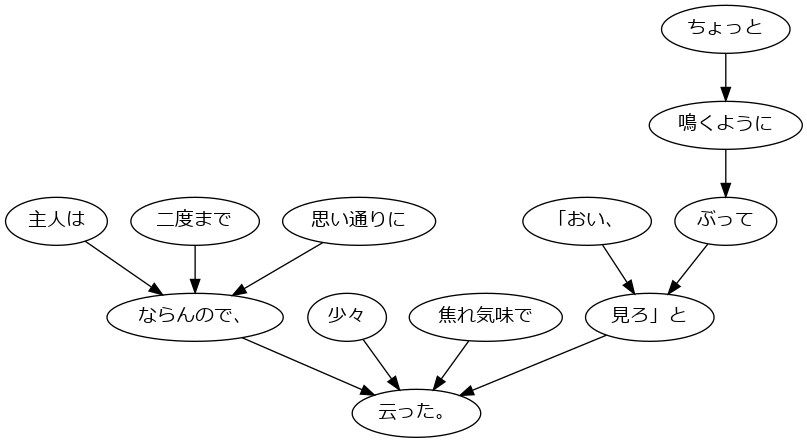 ちょっと
鳴くように
主人は
二度まで
思い通りに
「おい、
ぶって
ならんので、
少々
焦れ気味で
見ろ」と
云った。